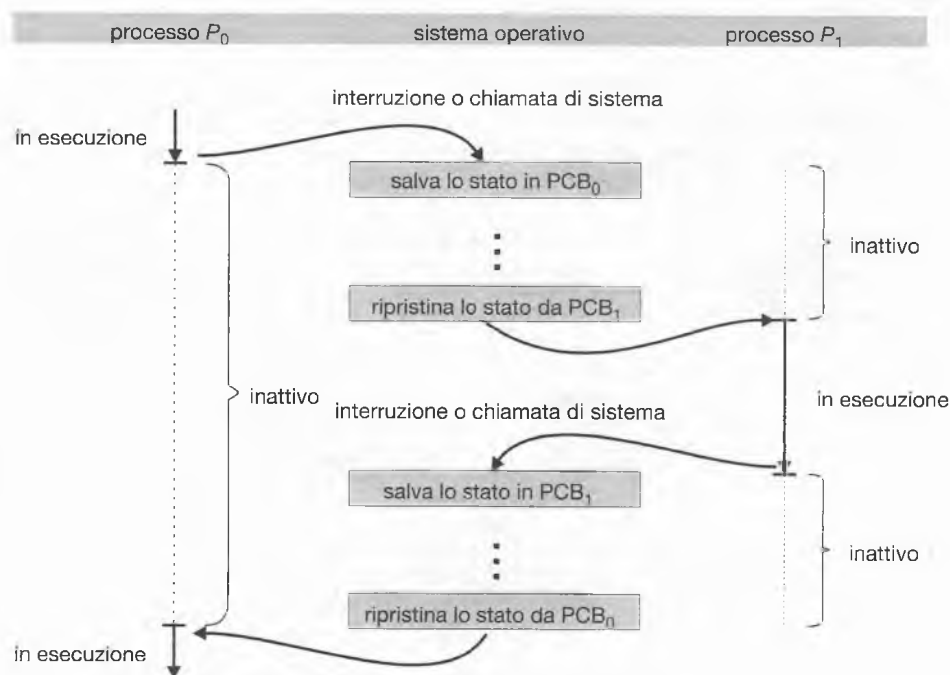 processo P0 sistema operativo processo P1
interruzione o chiamata di sistema
in esecuzione
salva lo stato in PCB0
inattivo
ripristina lo stato da PCB1
inattivo
in esecuzione
interruzione o chiamata di sistema
salva lo stato in PCB1
inattivo
ripristina lo stato da PCB0
in esecuzione